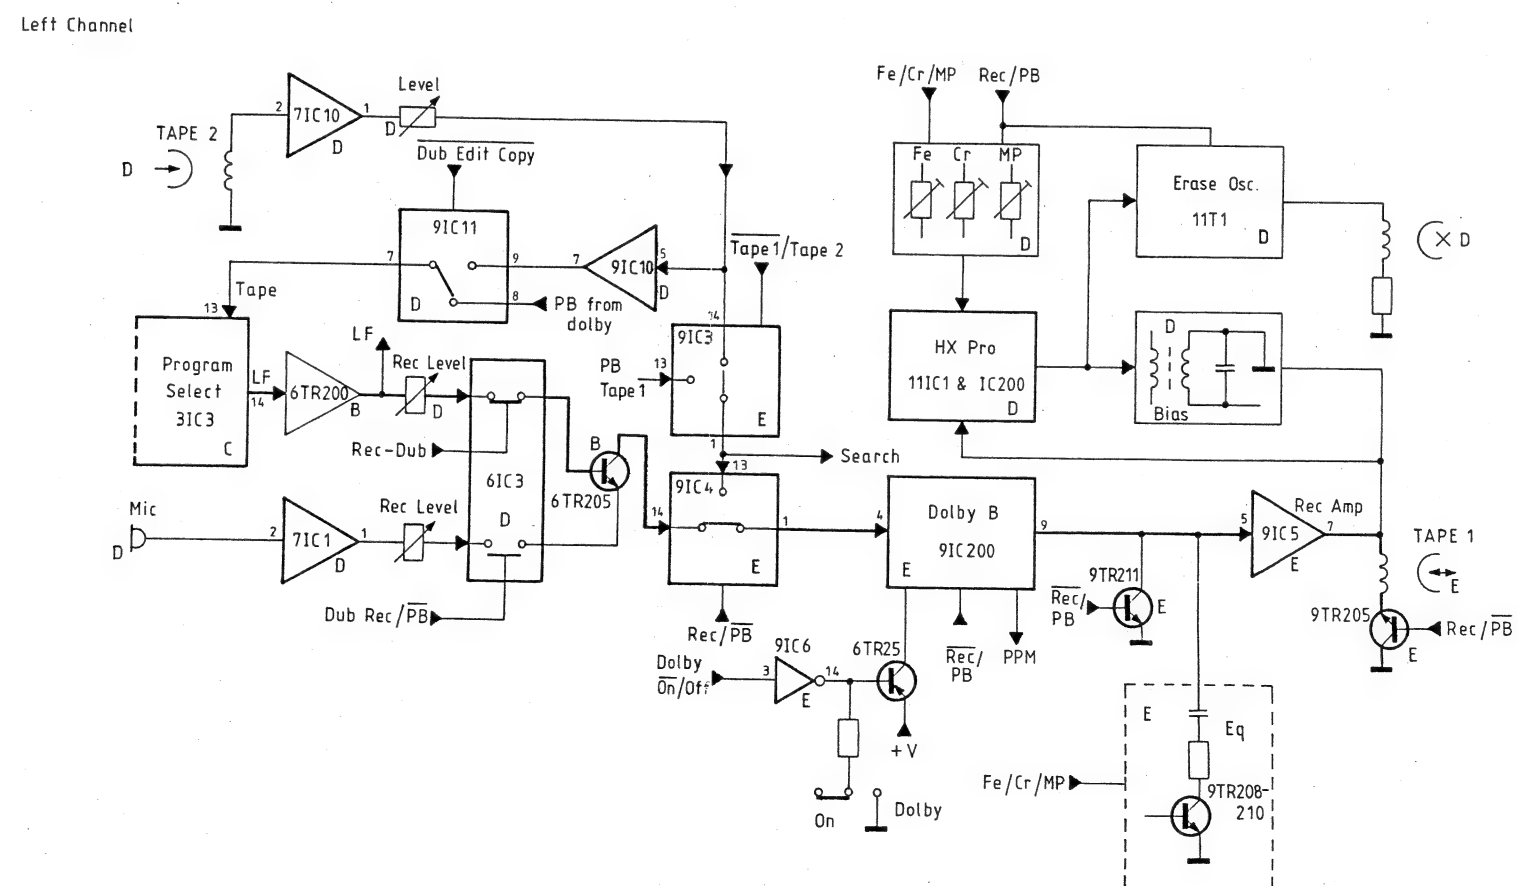 Left Channel
Fe/Cr/MP Rec/PB
Level
2 7IC10 1
D
D
TAPE 2
D
Dub Edit Copy
Fe Cr MP
D
Erase Osc.
11T1
D
D
9IC11
7 9
D
8
7 9IC10 5
D
Tape 1/Tape 2
PB from
dolby
Tape
13
14
9IC3
PB 13
Tape 1
E
1
HX Pro
11IC1 & IC200
D
D
Bias
Program
Select
3IC3
C
LF
14
LF
6TR200
B
Rec Level
D
Rec-Dub
6IC3
D
B
6TR205
Search
13
9IC4
14 1
E
Rec/PB
Mic
D
2 7IC1 1
D
Rec Level
Dub Rec/PB
4 Dolby B 9
9IC200
E
Rec/
PB
PPM
5 9IC5 7
E
Rec Amp
TAPE 1
E
9TR211
Rec/
PB
E
9TR205
Rec/PB
E
Dolby
On/Off
3 9IC6 14
E
6TR25
+V
On
Dolby
E
Eq
Fe/Cr/MP
9TR208-
210